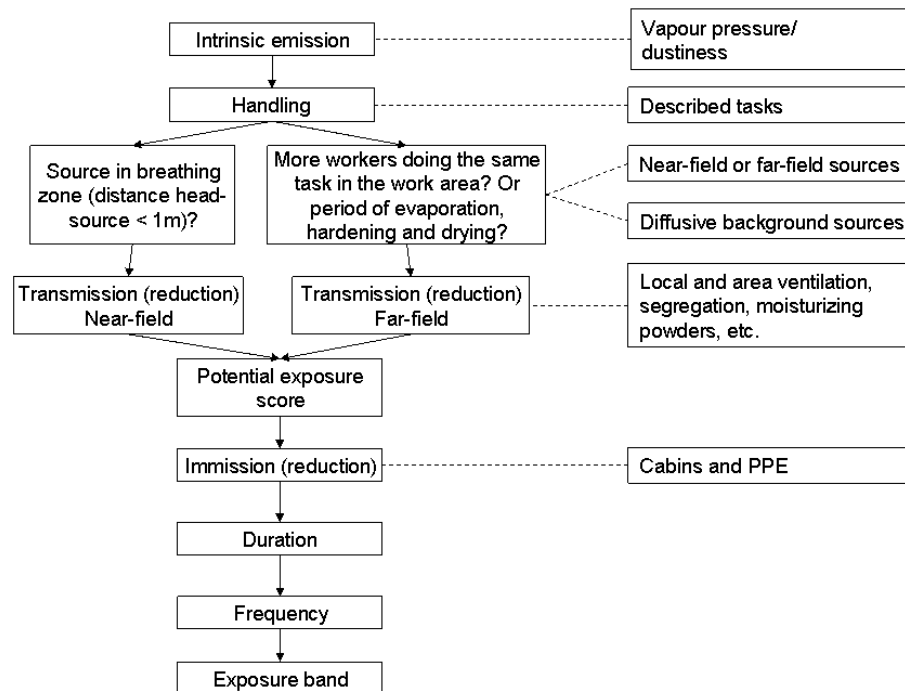 Intrinsic emission
Vapour pressure/
dustiness
Handling
Described tasks
Source in breathing
zone (distance head-
source < 1m)?
More workers doing the same
task in the work area? Or
period of evaporation,
hardening and drying?
Near-field or far-field sources
Diffusive background sources
Transmission (reduction)
Near-field
Transmission (reduction)
Far-field
Local and area ventilation,
segregation, moisturizing
powders, etc.
Potential exposure
score
Immission (reduction)
Cabins and PPE
Duration
Frequency
Exposure band